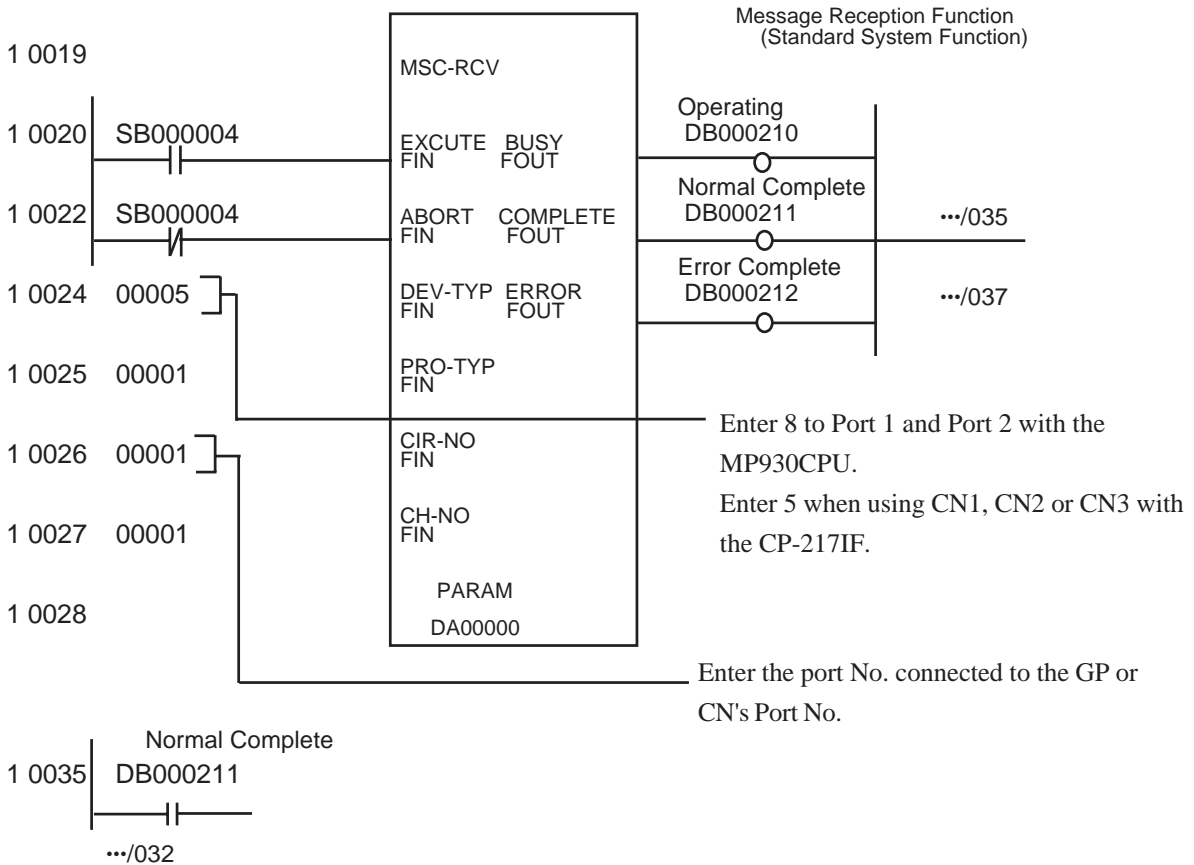 Message Reception Function
(Standard System Function)
1 0019
MSC-RCV
Operating
1 0020 SB000004 EXCUTE BUSY DB000210
FIN FOUT
Normal Complete
1 0022 SB000004 ABORT COMPLETE DB000211 •••/035
FIN FOUT
Error Complete
1 0024 00005 DEV-TYP ERROR DB000212 •••/037
FIN FOUT
1 0025 00001 PRO-TYP
FIN
Enter 8 to Port 1 and Port 2 with the
MP930CPU.
Enter 5 when using CN1, CN2 or CN3 with
the CP-217IF.
1 0026 00001 CIR-NO
FIN
1 0027 00001 CH-NO
FIN
PARAM
1 0028
DA00000
Enter the port No. connected to the GP or
CN's Port No.
Normal Complete
1 0035 DB000211
•••/032